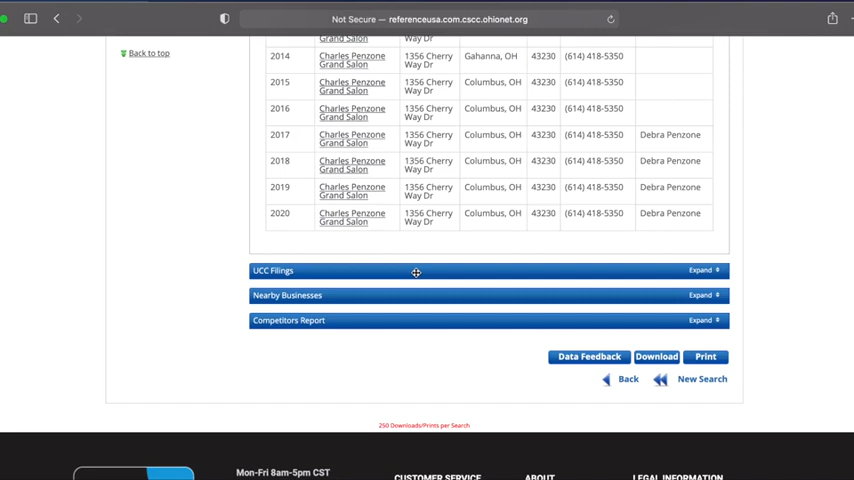 Not Secure — referenceusa.com.cscc.ohionet.org
Back to top
Way Dr
2014 Charles Penzone 1356 Cherry Gahanna, OH 43230 (614) 418-5350
Grand Salon Way Dr
2015 Charles Penzone 1356 Cherry Columbus, OH 43230 (614) 418-5350
Grand Salon Way Dr
2016 Charles Penzone 1356 Cherry Columbus, OH 43230 (614) 418-5350
Grand Salon Way Dr
2017 Charles Penzone 1356 Cherry Columbus, OH 43230 (614) 418-5350 Debra Penzone
Grand Salon Way Dr
2018 Charles Penzone 1356 Cherry Columbus, OH 43230 (614) 418-5350 Debra Penzone
Grand Salon Way Dr
2019 Charles Penzone 1356 Cherry Columbus, OH 43230 (614) 418-5350 Debra Penzone
Grand Salon Way Dr
2020 Charles Penzone 1356 Cherry Columbus, OH 43230 (614) 418-5350 Debra Penzone
Grand Salon Way Dr
UCC Filings Expand
Nearby Businesses Expand
Competitors Report Expand
Data Feedback Download Print
Back New Search
250 Downloads/Prints per Search
Mon-Fri 8am-5pm CST
CUSTOMER SERVICE ABOUT LEGAL INFORMATION